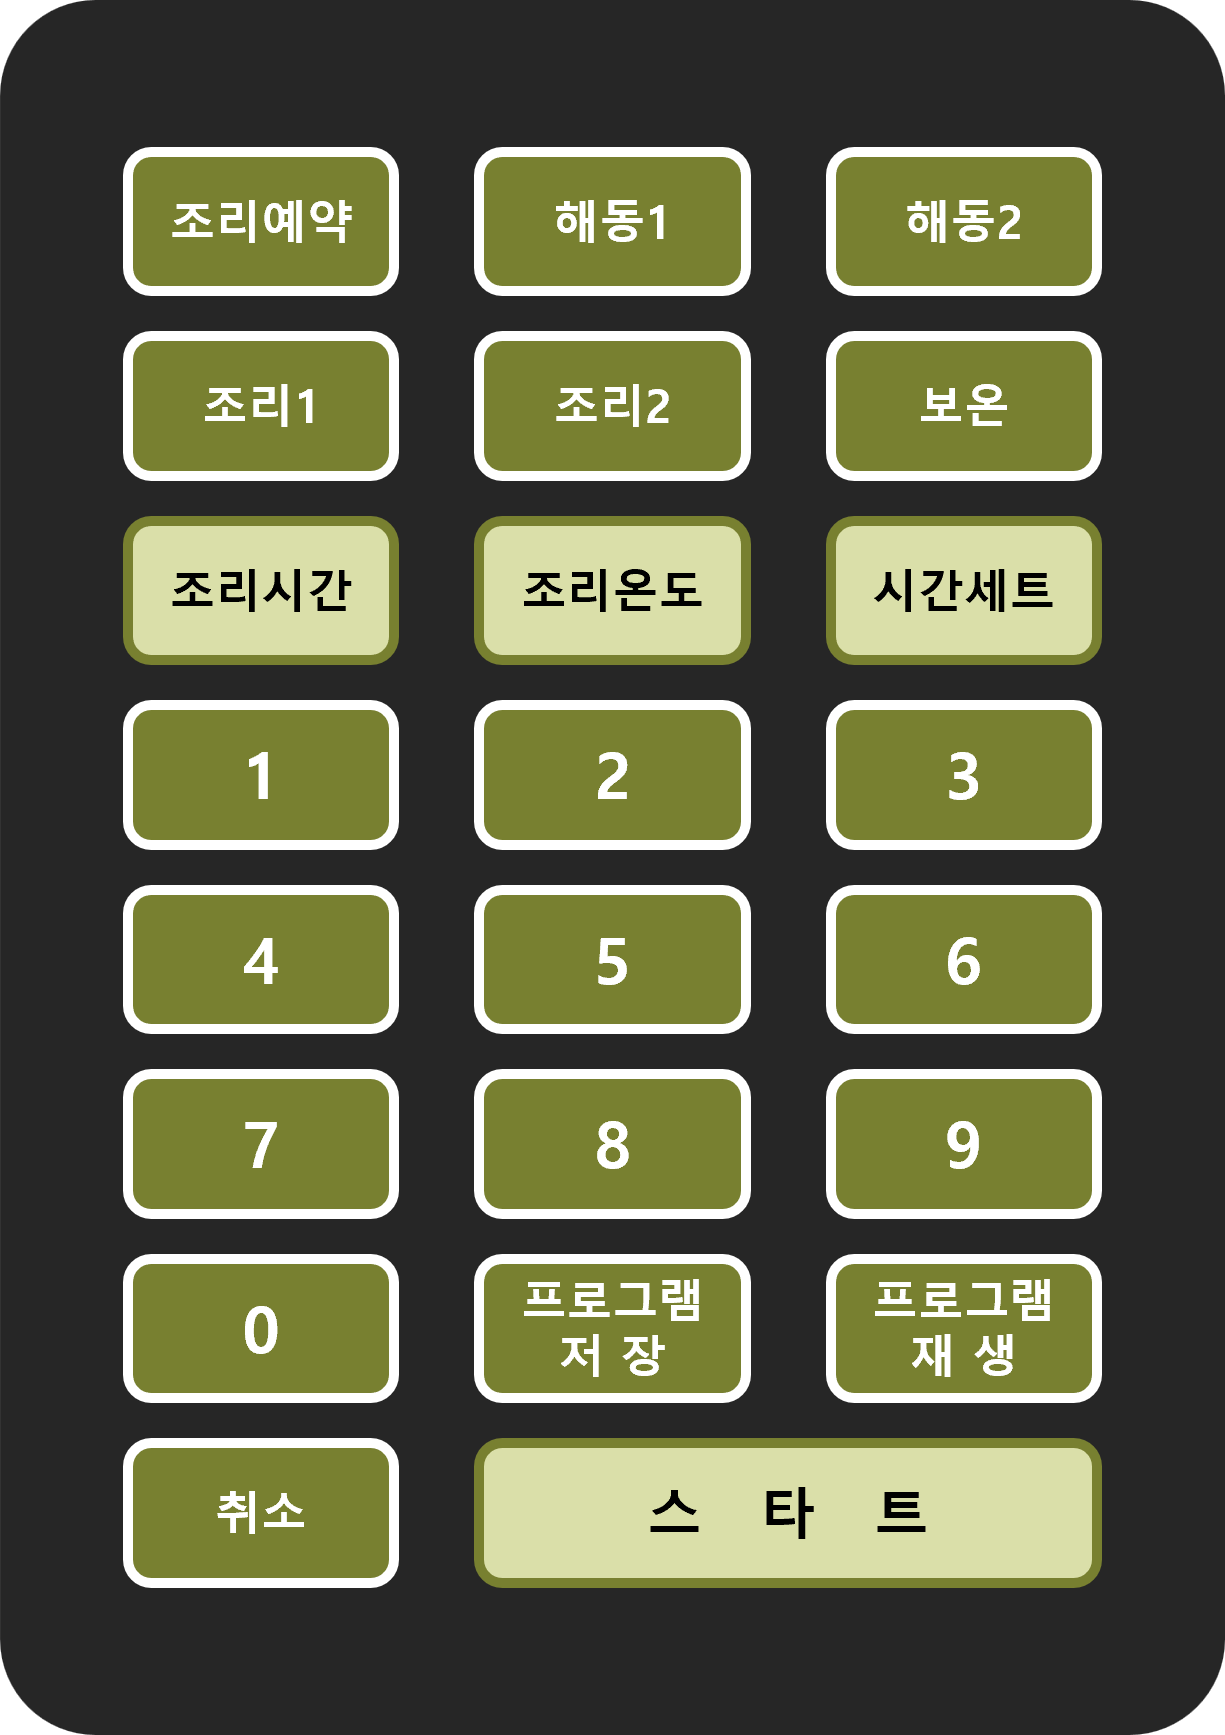 조리예약 해동1 해동2
조리1 조리2 보온
조리시간 조리온도 시간세트
1 2 3
4 5 6
7 8 9
0 프로그램 프로그램
저 장 재 생
취소 스 타 트